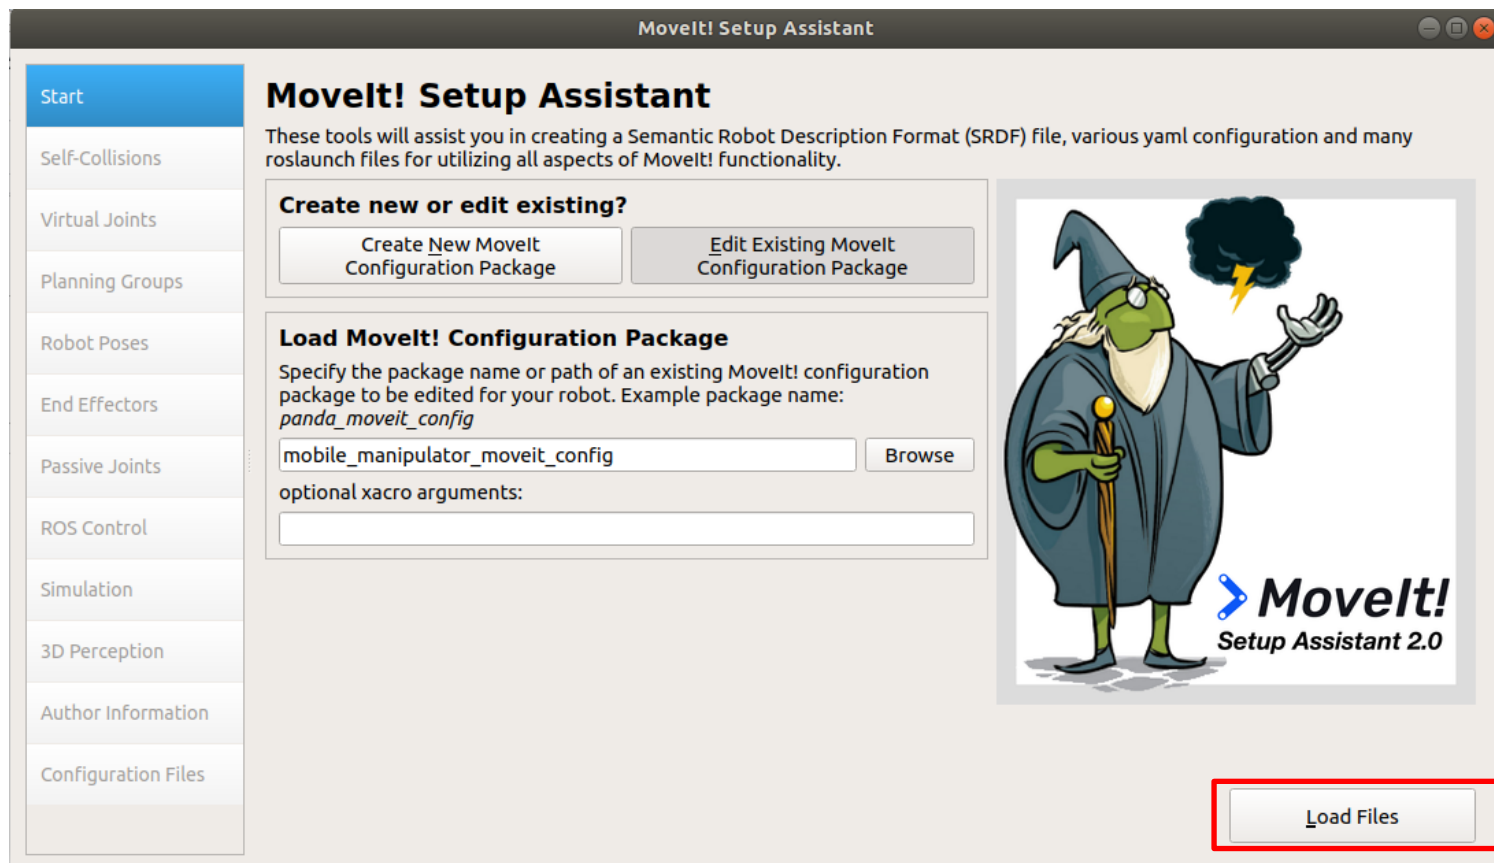 MoveIt! Setup Assistant
Start
Self-Collisions
Virtual Joints
Planning Groups
Robot Poses
End Effectors
Passive Joints
ROS Control
Simulation
3D Perception
Author Information
Configuration Files
MoveIt! Setup Assistant
These tools will assist you in creating a Semantic Robot Description Format (SRDF) file, various yaml configuration and many
roslaunch files for utilizing all aspects of MoveIt! functionality.
Create new or edit existing?
Create New MoveIt
Configuration Package
Edit Existing MoveIt
Configuration Package
Load MoveIt! Configuration Package
Specify the package name or path of an existing MoveIt! configuration
package to be edited for your robot. Example package name:
panda_moveit_config
mobile_manipulator_moveit_config
Browse
optional xacro arguments:
MoveIt!
Setup Assistant 2.0
Load Files